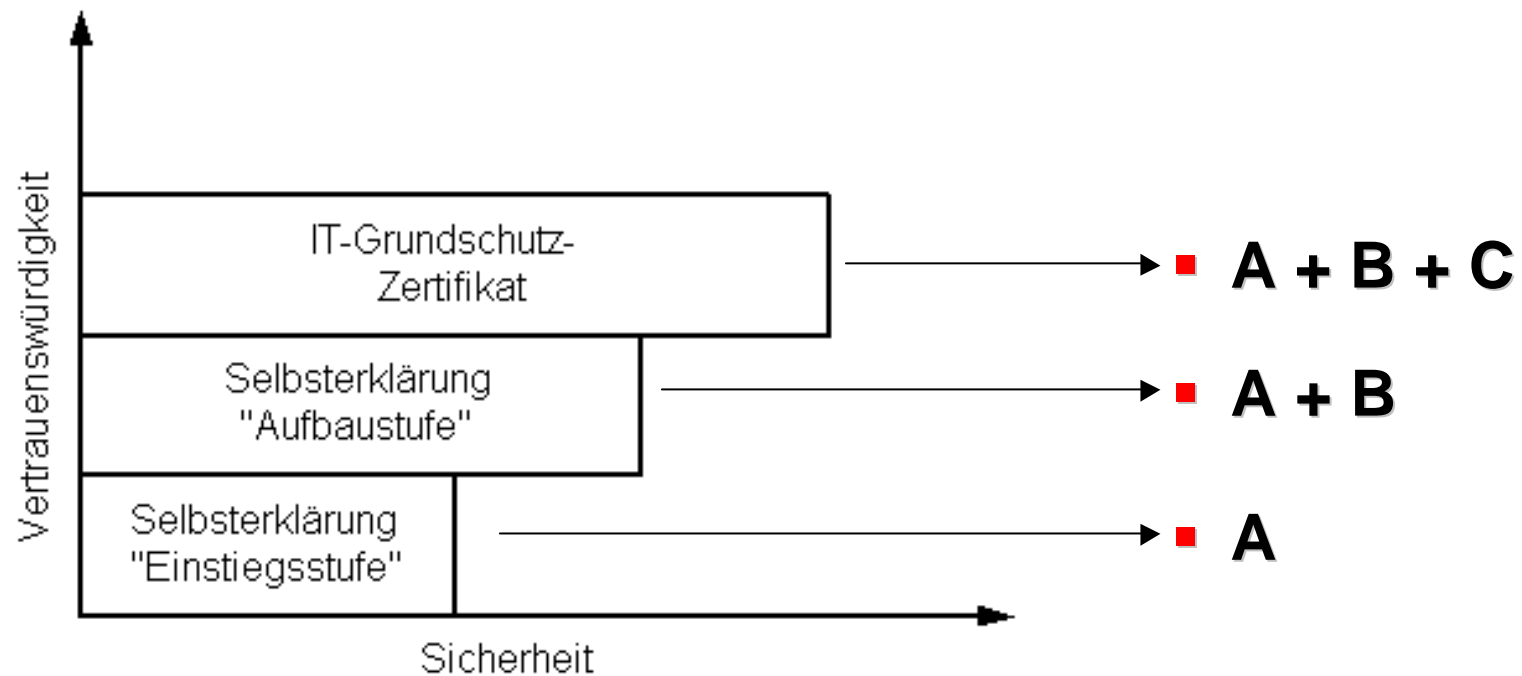 Vertrauenswürdigkeit
IT-Grundschutz-
Zertifikat
A + B + C
Selbsterklärung
"Aufbaustufe"
A + B
Selbsterklärung
"Einstiegsstufe"
A
Sicherheit